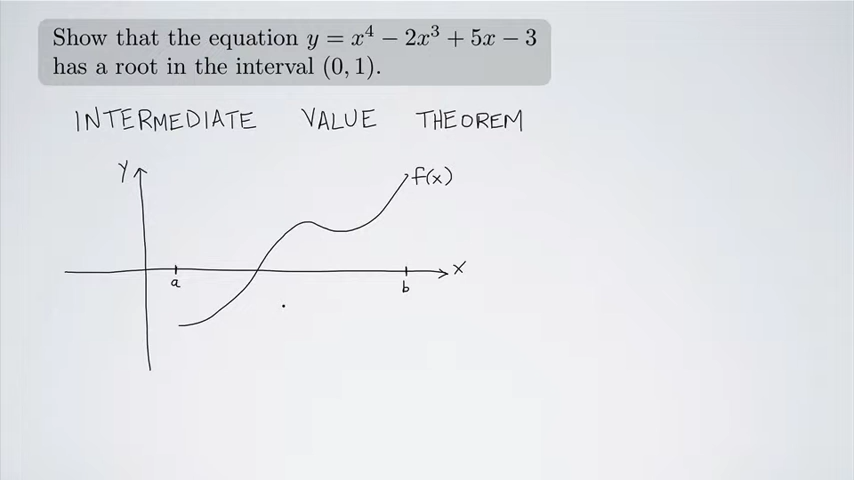 Show that the equation y = x⁴ − 2x³ + 5x − 3
has a root in the interval (0, 1).
INTERMEDIATE VALUE THEOREM
y
f(x)
x
a
b